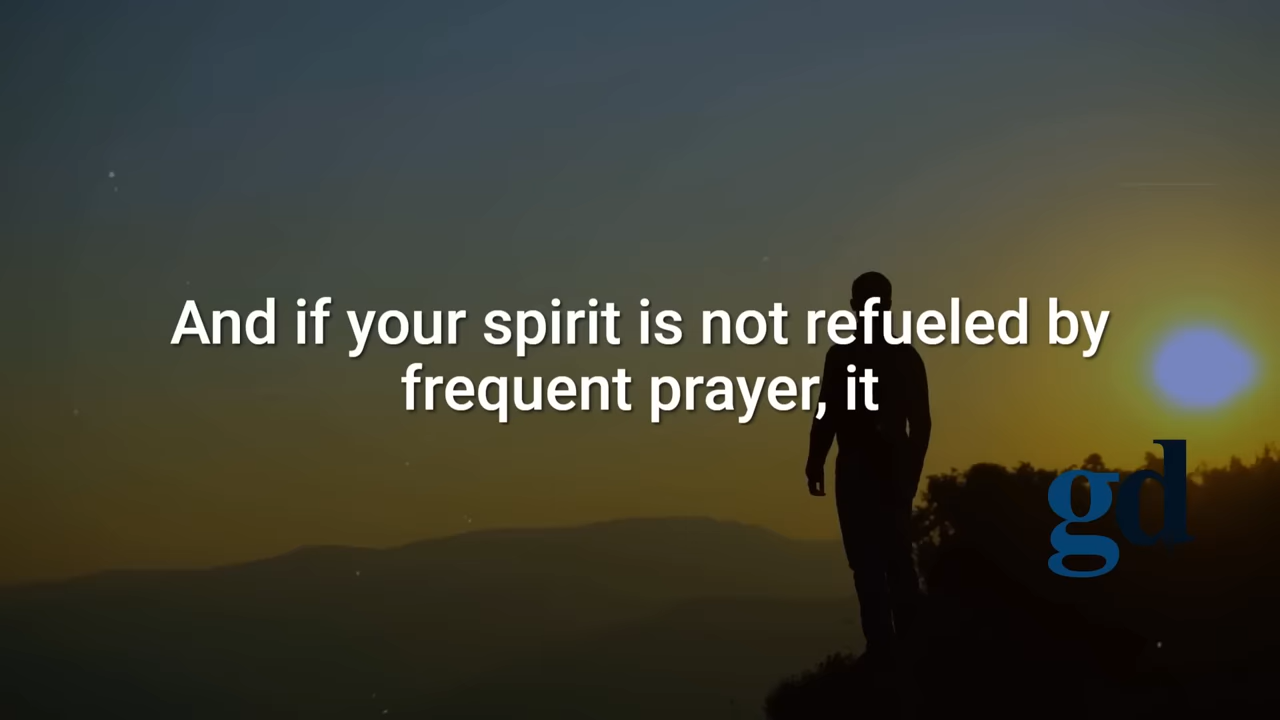 And if your spirit is not refueled by
frequent prayer, it
gd